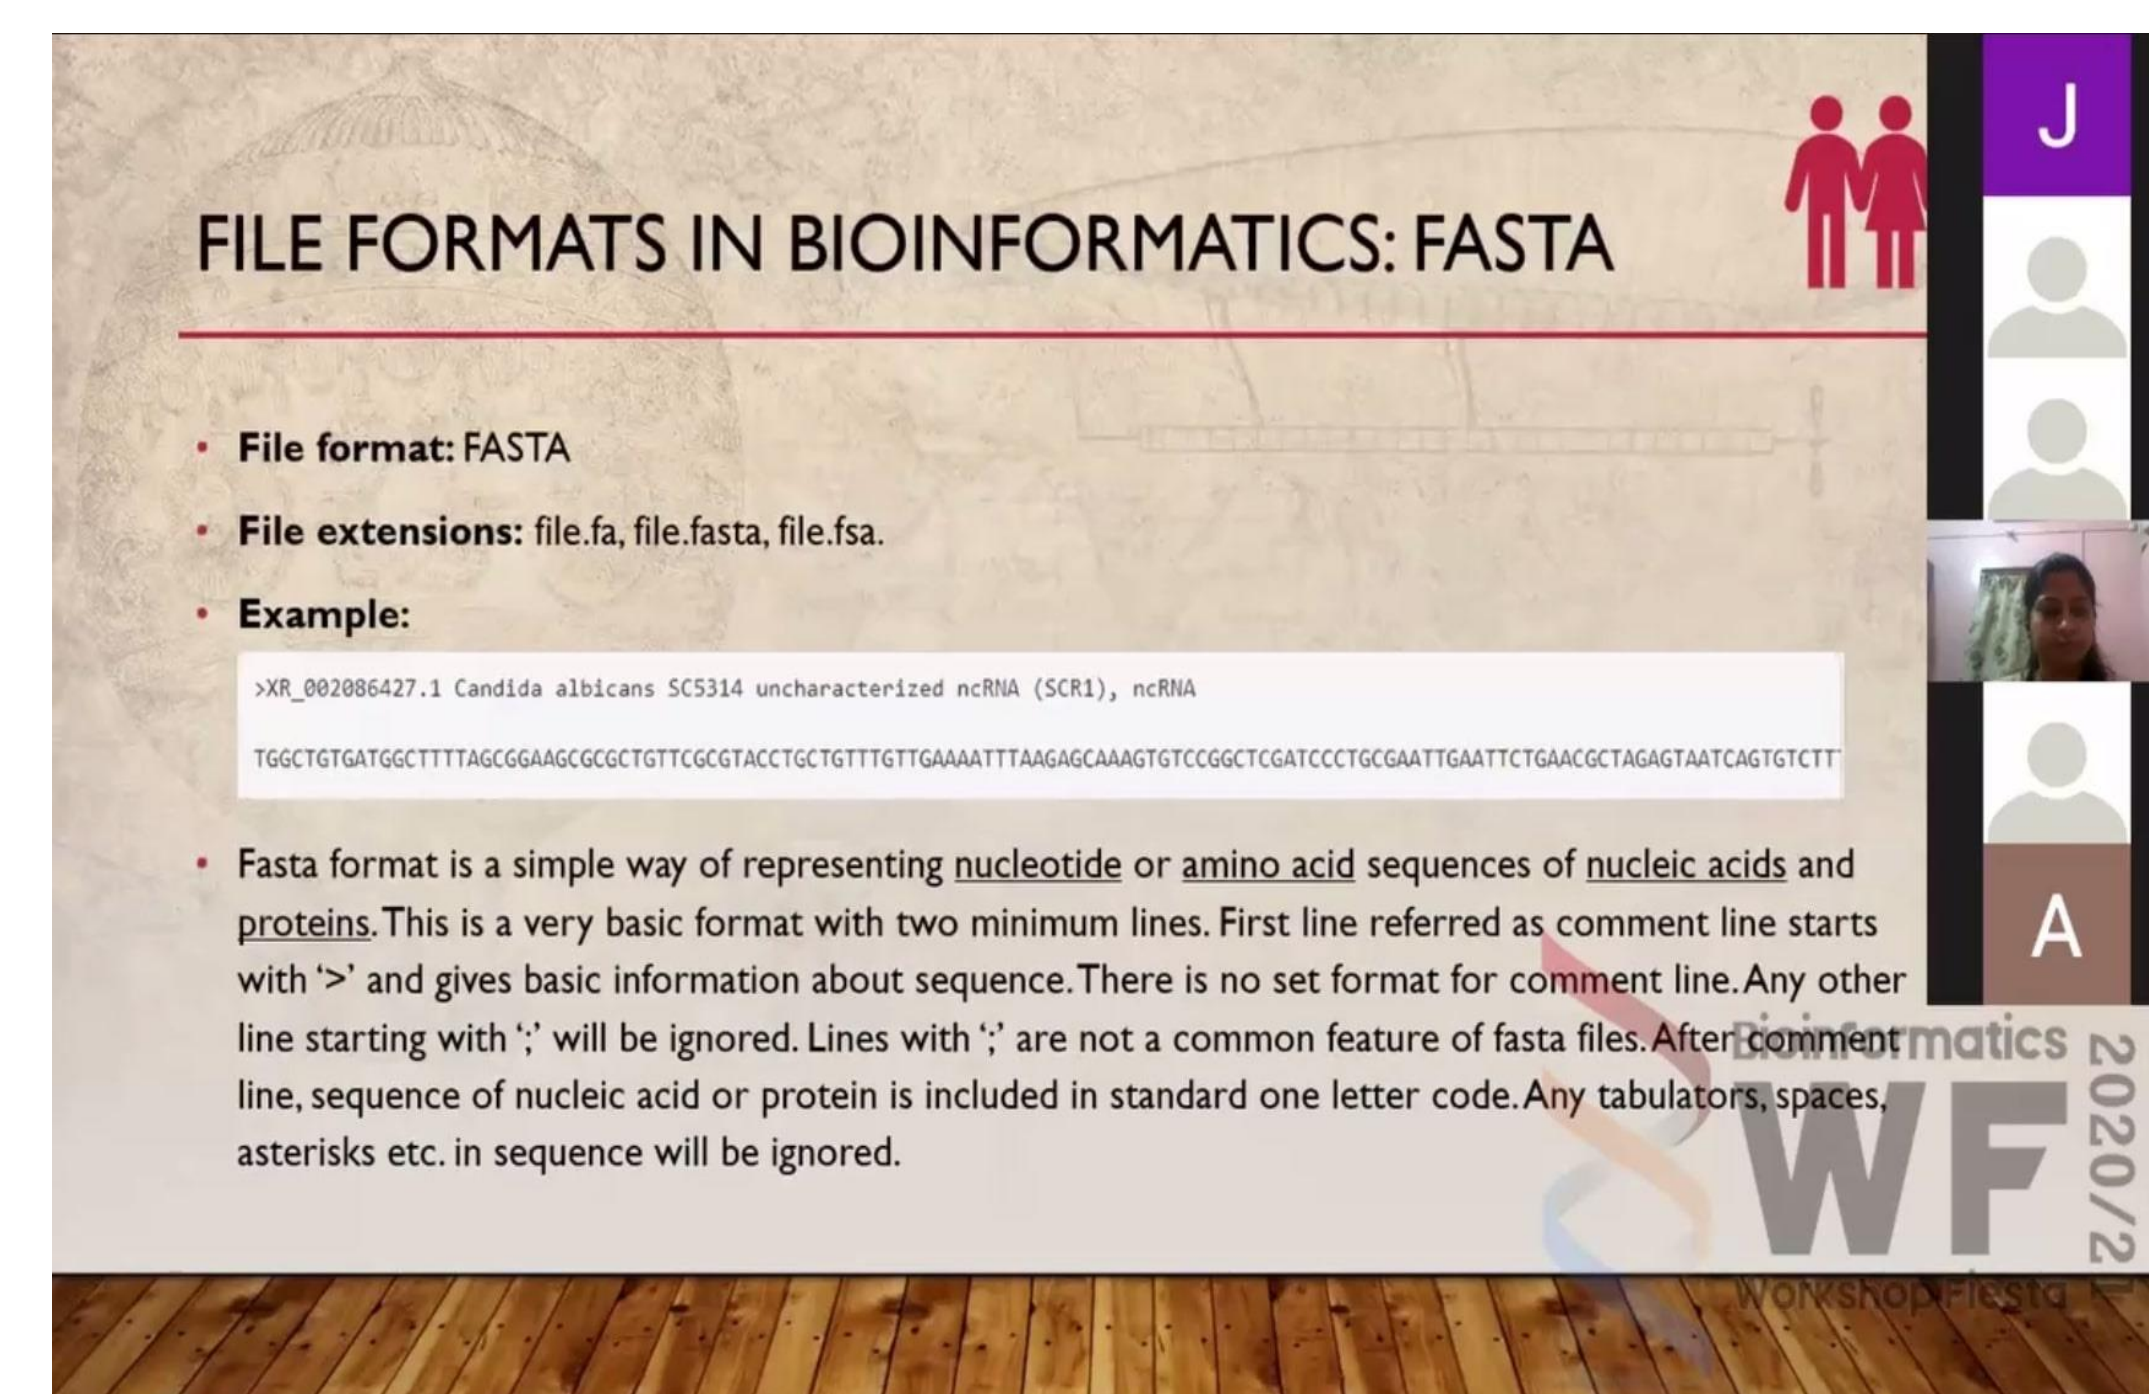 FILE FORMATS IN BIOINFORMATICS: FASTA
• File format: FASTA
• File extensions: file.fa, file.fasta, file.fsa.
• Example:
>XR_002086427.1 Candida albicans SC5314 uncharacterized ncRNA (SCR1), ncRNA
TGGCTGTGATGGCTTTTAGCGGAAGCGCGCTGTTCGCGTACCTGCTGTTTGTTGAAAATTTAAGAGCAAAGTGTCCGGCTCGATCCCTGCGAATTGAATTCTGAACGCTAGAGTAATCAGTGTCTT
• Fasta format is a simple way of representing nucleotide or amino acid sequences of nucleic acids and
proteins. This is a very basic format with two minimum lines. First line referred as comment line starts
with ‘>’ and gives basic information about sequence. There is no set format for comment line. Any other
line starting with ‘;’ will be ignored. Lines with ‘;’ are not a common feature of fasta files. After comment
line, sequence of nucleic acid or protein is included in standard one letter code. Any tabulators, spaces,
asterisks etc. in sequence will be ignored.
J
A
Bioinformatics
WF
Workshop Fiesta
2020/21